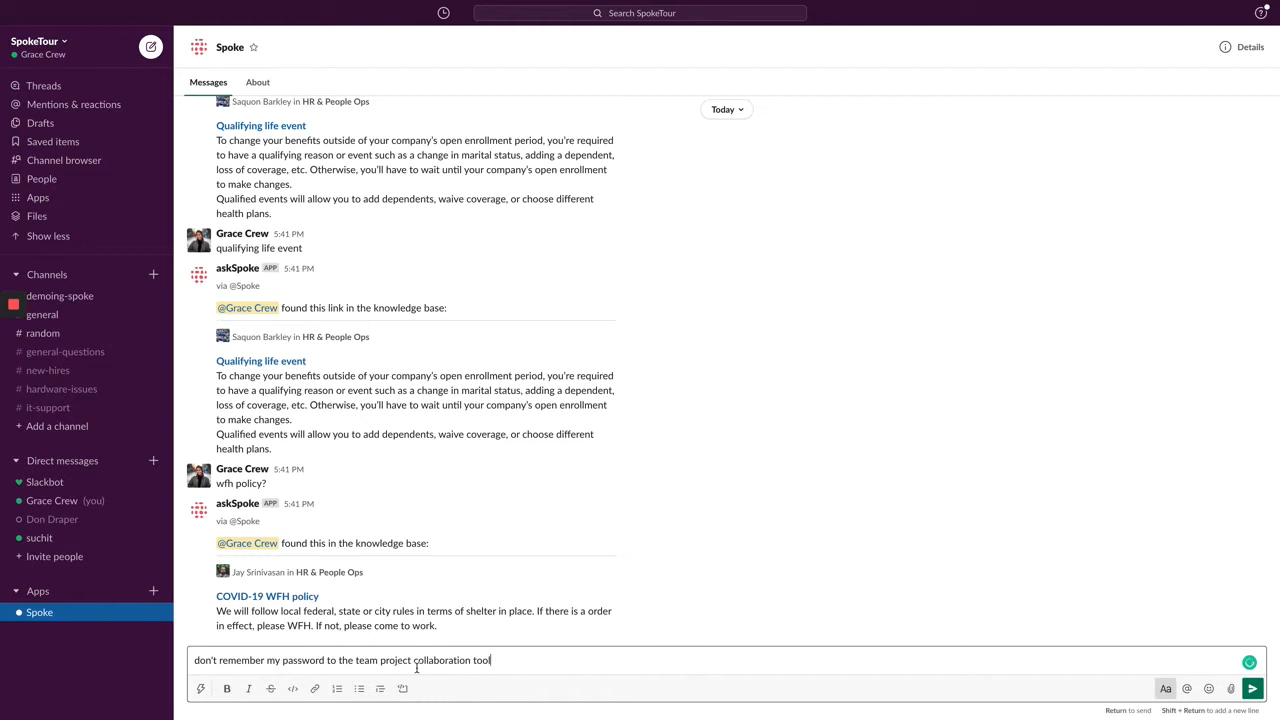 Search SpokeTour
SpokeTour
Grace Crew
Threads
Mentions & reactions
Drafts
Saved items
Channel browser
People
Apps
Files
Show less
Channels
demoing-spoke
general
# random
# general-questions
# new-hires
# hardware-issues
# it-support
+ Add a channel
Direct messages
Slackbot
Grace Crew (you)
Don Draper
suchit
+ Invite people
Apps
Spoke
Spoke
Details
Messages
About
Today
Saquon Barkley in HR & People Ops
Qualifying life event
To change your benefits outside of your company's open enrollment period, you're required
to have a qualifying reason or event such as a change in marital status, adding a dependent,
loss of coverage, etc. Otherwise, you'll have to wait until your company's open enrollment
to make changes.
Qualified events will allow you to add dependents, waive coverage, or choose different
health plans.
Grace Crew 5:41 PM
qualifying life event
askSpoke APP 5:41 PM
via @Spoke
@Grace Crew found this link in the knowledge base:
Saquon Barkley in HR & People Ops
Qualifying life event
To change your benefits outside of your company's open enrollment period, you're required
to have a qualifying reason or event such as a change in marital status, adding a dependent,
loss of coverage, etc. Otherwise, you'll have to wait until your company's open enrollment
to make changes.
Qualified events will allow you to add dependents, waive coverage, or choose different
health plans.
Grace Crew 5:41 PM
wfh policy?
askSpoke APP 5:41 PM
via @Spoke
@Grace Crew found this in the knowledge base:
Jay Srinivasan in HR & People Ops
COVID-19 WFH policy
We will follow local federal, state or city rules in terms of shelter in place. If there is a order
in effect, please WFH. If not, please come to work.
don't remember my password to the team project collaboration tool
B I S </> Aa @
Return to send Shift + Return to add a new line